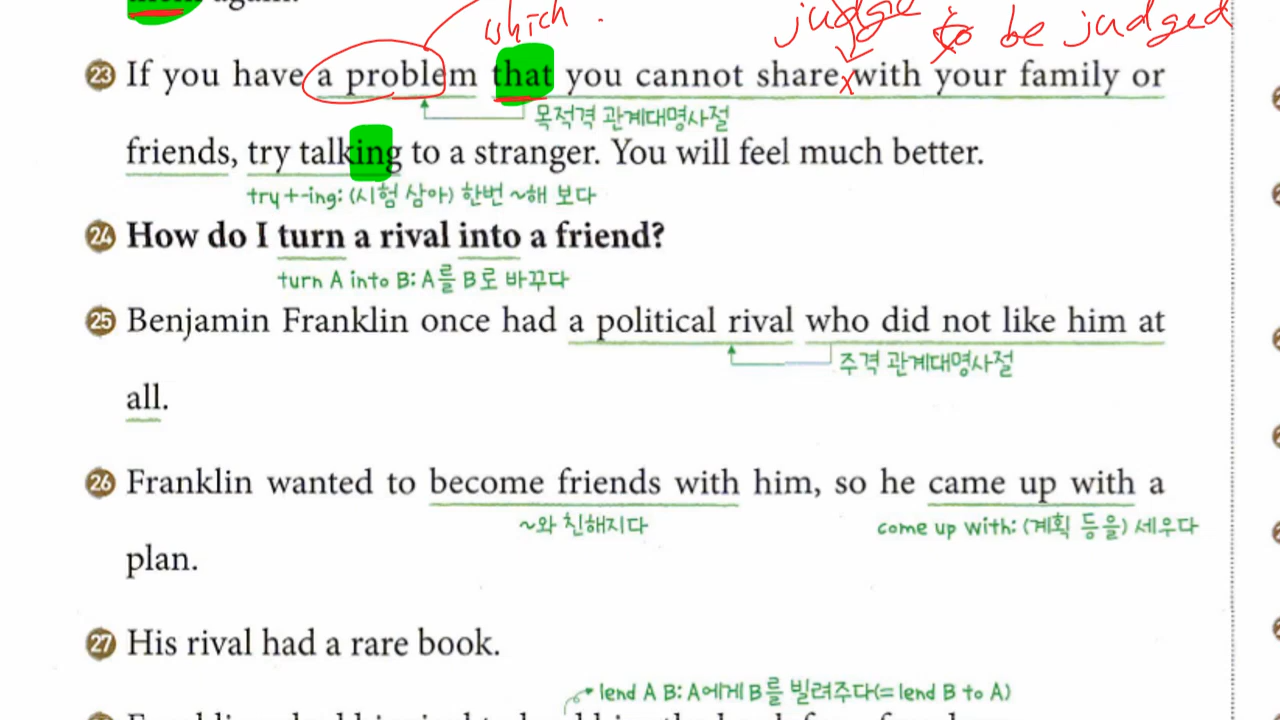 again.
which.
judge to be judged
23 If you have a problem that you cannot share with your family or
목적격 관계대명사절
friends, try talking to a stranger. You will feel much better.
try+-ing: (시험 삼아) 한번 ~해 보다
24 How do I turn a rival into a friend?
turn A into B: A를 B로 바꾸다
25 Benjamin Franklin once had a political rival who did not like him at
주격 관계대명사절
all.
26 Franklin wanted to become friends with him, so he came up with a
~와 친해지다 come up with: (계획 등을) 세우다
plan.
27 His rival had a rare book.
lend A B: A에게 B를 빌려주다(= lend B to A)